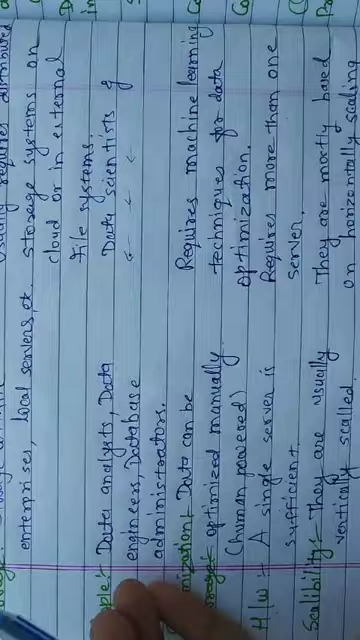 usually requires distributed
enterprises, local servers, etc. storage systems on
cloud or in external
file systems.
Data analysts, Data Data scientists &
engineers, Database
administrators.
Data can be Requires machine learning
optimized manually techniques for data
(human powered) optimization.
H/W :- A single server is Requires more than one
sufficient. server.
Scalibility :- They are usually They are mostly based
vertically scalled. on horizontally scaling